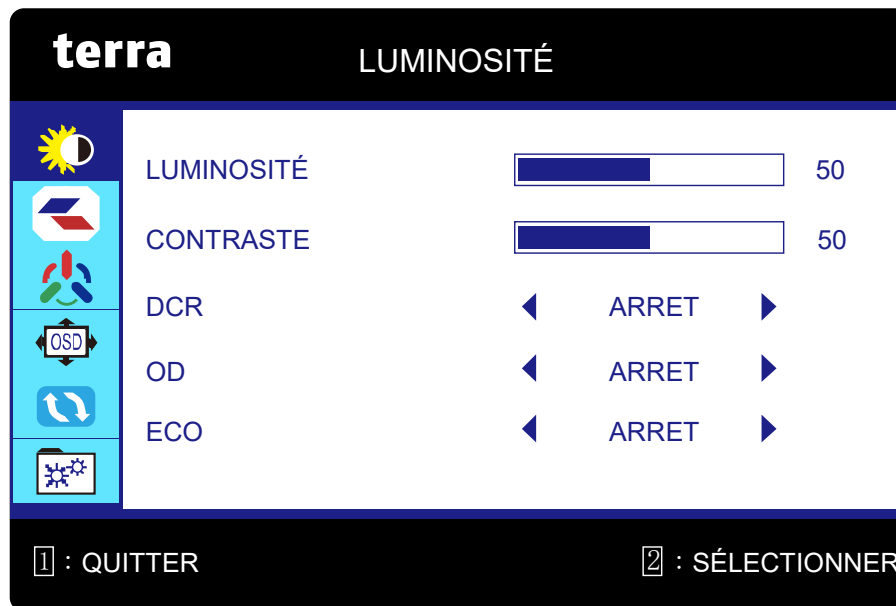 terra
LUMINOSITÉ
LUMINOSITÉ 50
CONTRASTE 50
DCR ARRET
OD ARRET
OSD
ECO ARRET
1 : QUITTER 2 : SÉLECTIONNER